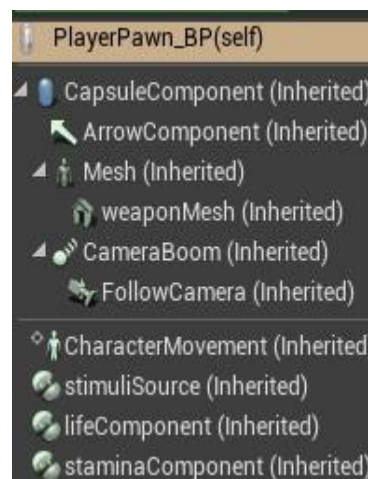 PlayerPawn_BP(self)
CapsuleComponent (Inherited)
ArrowComponent (Inherited)
Mesh (Inherited)
weaponMesh (Inherited)
CameraBoom (Inherited)
FollowCamera (Inherited)
CharacterMovement (Inherited
stimuliSource (Inherited)
lifeComponent (Inherited)
staminaComponent (Inherited)